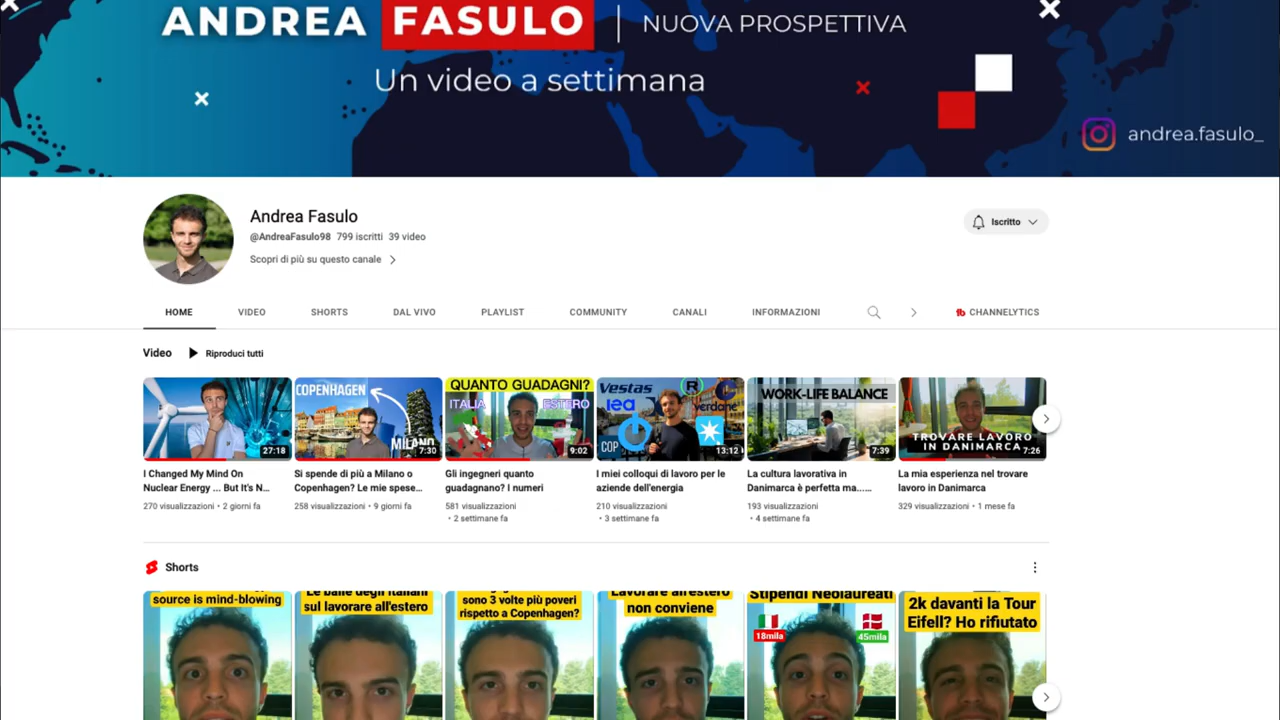 ANDREA FASULO | NUOVA PROSPETTIVA
Un video a settimana
andrea.fasulo_
Andrea Fasulo
@AndreaFasulo98 799 iscritti 39 video
Scopri di più su questo canale
Iscritto
HOME VIDEO SHORTS DAL VIVO PLAYLIST COMMUNITY CANALI INFORMAZIONI CHANNELYTICS
Video Riproduci tutti
27:18
COPENHAGEN
MILANO
7:30
QUANTO GUADAGNI?
ITALIA ESTERO
9:02
Vestas R
iea verdane
COP
13:12
WORK-LIFE BALANCE
7:39
TROVARE LAVORO
IN DANIMARCA
7:26
I Changed My Mind On
Nuclear Energy ... But It's N...
270 visualizzazioni • 2 giorni fa
Si spende di più a Milano o
Copenhagen? Le mie spese...
258 visualizzazioni • 9 giorni fa
Gli ingegneri quanto
guadagnano? I numeri
581 visualizzazioni
• 2 settimane fa
I miei colloqui di lavoro per le
aziende dell'energia
210 visualizzazioni
• 3 settimane fa
La cultura lavorativa in
Danimarca è perfetta ma......
193 visualizzazioni
• 4 settimane fa
La mia esperienza nel trovare
lavoro in Danimarca
329 visualizzazioni • 1 mese fa
Shorts
source is mind-blowing
Le balle degli italiani
sul lavorare all'estero
sono 3 volte più poveri
rispetto a Copenhagen?
Lavorare all'estero
non conviene
Stipendi Neolaureati
18mila 45mila
2k davanti la Tour
Eifell? Ho rifiutato